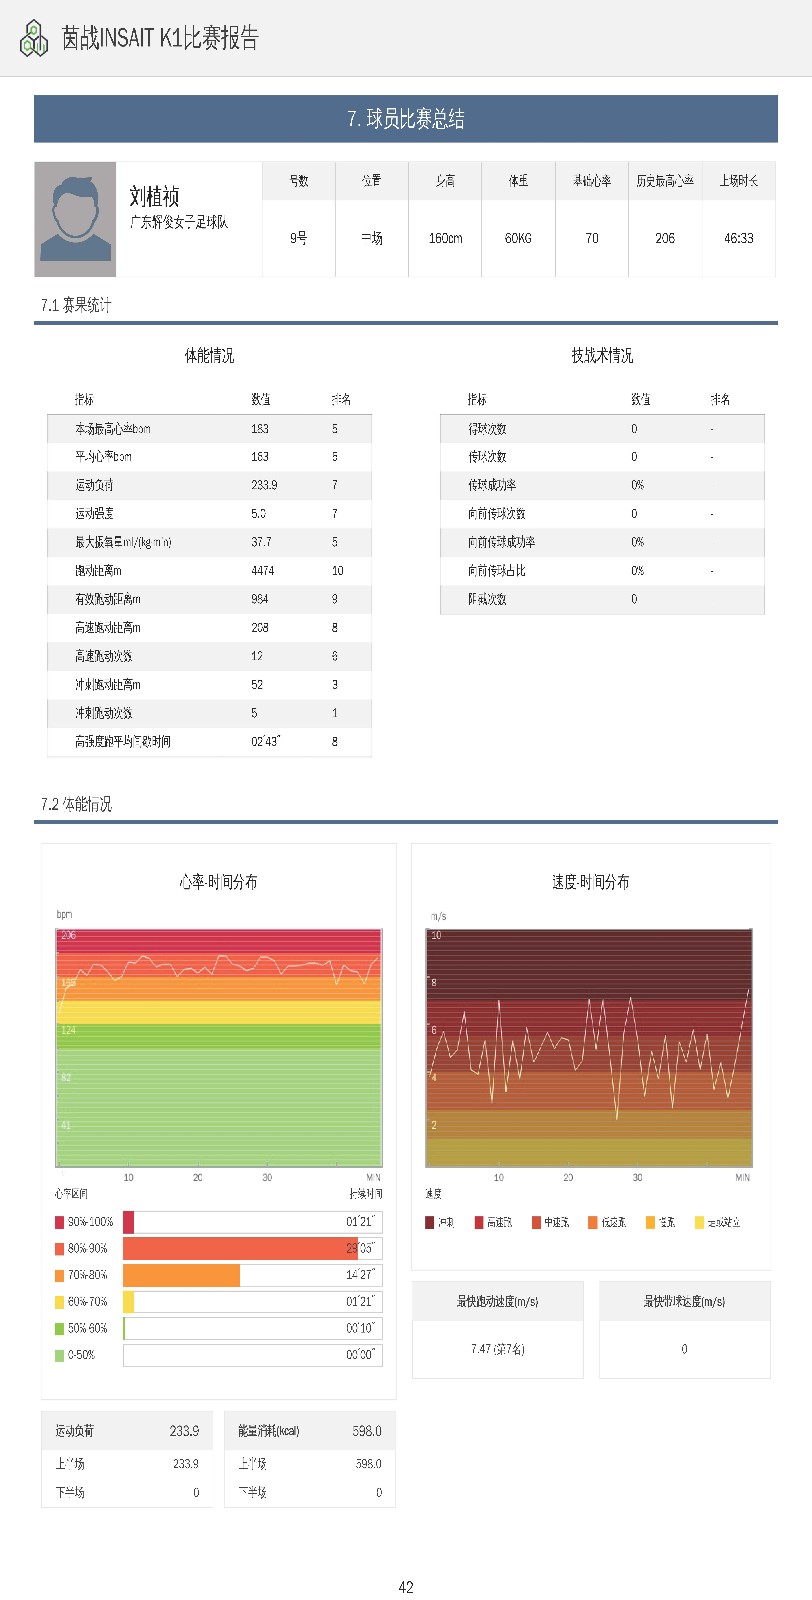 茵战INSAIT K1比赛报告
7. 球员比赛总结
刘植祯
广东辉俊女子足球队
号数 位置 身高 体重 基础心率 历史最高心率 上场时长
9号 中场 160cm 60KG 70 206 46:33
7.1 赛果统计
体能情况
指标 数值 排名
本场最高心率bpm 183 5
平均心率bpm 163 5
运动负荷 233.9 7
运动强度 5.0 7
最大摄氧量ml/(kg·min) 37.7 5
跑动距离m 4474 10
有效跑动距离m 984 9
高速跑动距离m 208 8
高速跑动次数 12 6
冲刺跑动距离m 52 3
冲刺跑动次数 5 1
高强度跑平均间歇时间 02'43" 8
技战术情况
指标 数值 排名
得球次数 0 -
传球次数 0 -
传球成功率 0%
向前传球次数 0 -
向前传球成功率 0%
向前传球占比 0% -
阻截次数 0
7.2 体能情况
心率-时间分布
bpm
206
165
124
82
41
10 20 30 MIN
心率区间 持续时间
90%-100% 01'21"
80%-90% 29'05"
70%-80% 14'27"
60%-70% 01'21"
50%-60% 00'10"
0-50% 00'00"
速度-时间分布
m/s
10
8
6
4
2
10 20 30 MIN
速度
冲刺 高速跑 中速跑 低速跑 慢跑 走或站立
最快跑动速度(m/s) 最快带球速度(m/s)
7.47 (第7名) 0
运动负荷 233.9
上半场 233.9
下半场 0
能量消耗(kcal) 598.0
上半场 598.0
下半场 0
42